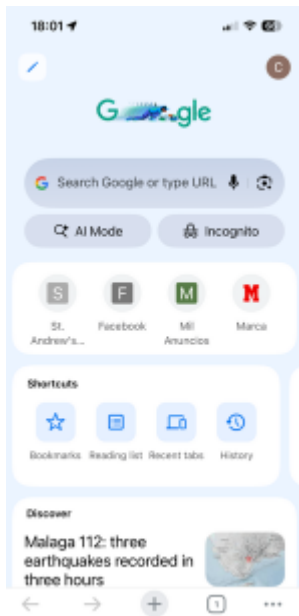 18:01
C
G gle
Search Google or type URL
AI Mode
Incognito
S
F
M
M
St. Andrew's...
Facebook
Mil Anuncios
Marca
Shortcuts
Bookmarks
Reading list
Recent tabs
History
Discover
Malaga 112: three
earthquakes recorded in
three hours
1